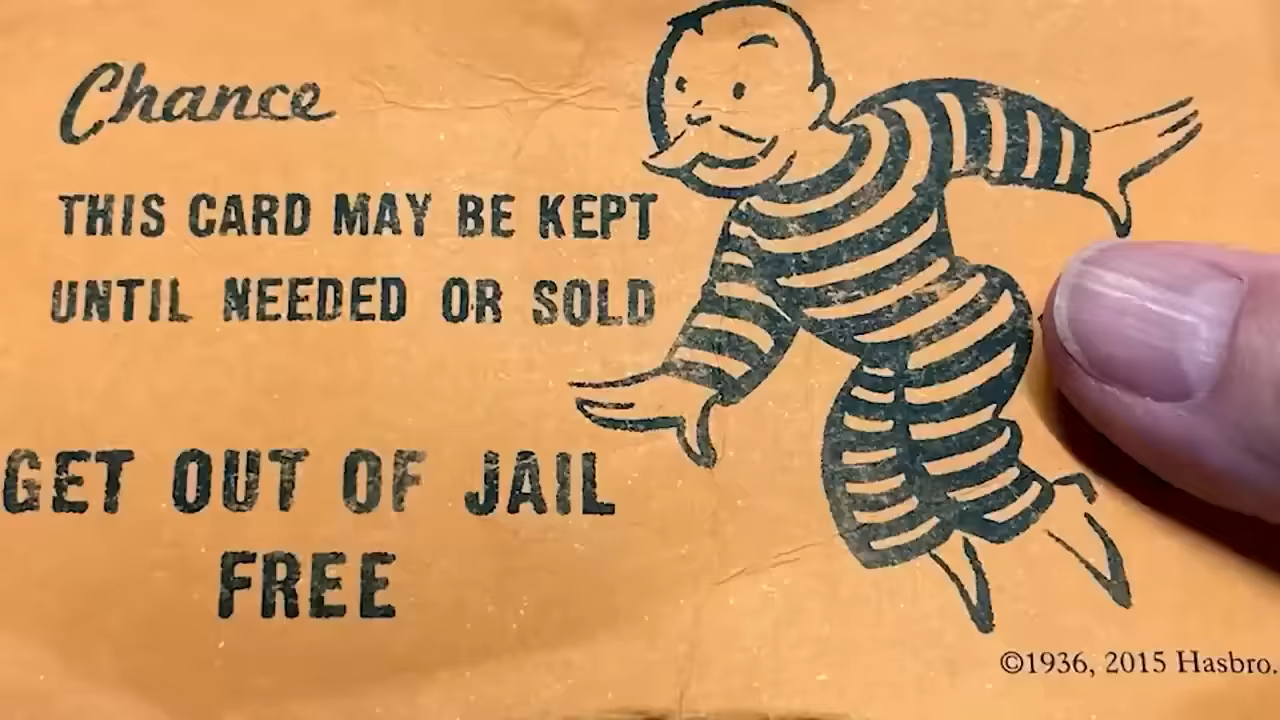 Chance
THIS CARD MAY BE KEPT
UNTIL NEEDED OR SOLD
GET OUT OF JAIL
FREE
©1936, 2015 Hasbro.